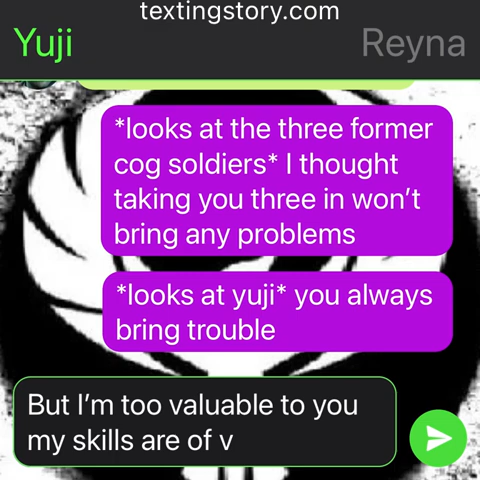 textingstory.com
Yuji
Reyna
*looks at the three former
cog soldiers* I thought
taking you three in won’t
bring any problems
*looks at yuji* you always
bring trouble
But I’m too valuable to you
my skills are of v